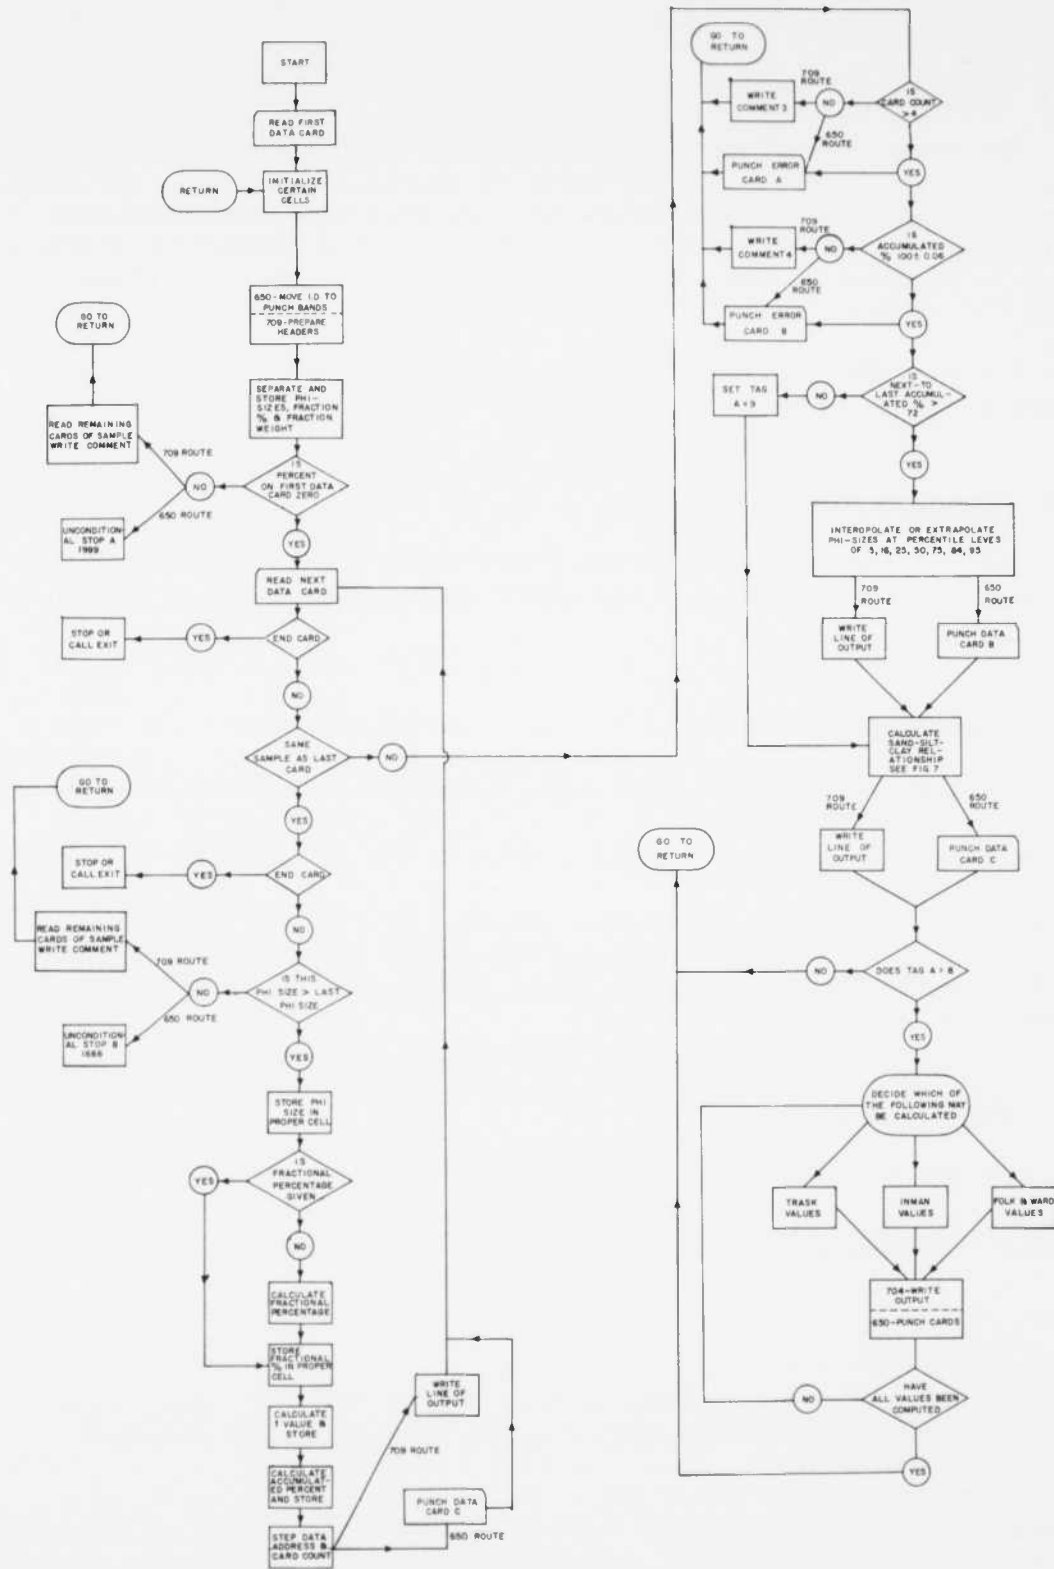 START
READ FIRST
DATA CARD
RETURN
INITIALIZE
CERTAIN
CELLS
650-MOVE I.D TO
PUNCH BANDS
709-PREPARE
HEADERS
GO TO
RETURN
SEPARATE AND
STORE PHI-
SIZES, FRACTION
% & FRACTION
WEIGHT
READ REMAINING
CARDS OF SAMPLE
WRITE COMMENT
709 ROUTE
IS
PERCENT
ON FIRST DATA
CARD ZERO
NO
650 ROUTE
UNCONDITION-
AL STOP A
1999
YES
READ NEXT
DATA CARD
STOP OR
CALL EXIT
YES
END CARD
NO
SAME
SAMPLE AS LAST
CARD
NO
GO TO
RETURN
YES
STOP OR
CALL EXIT
YES
END CARD
NO
READ REMAINING
CARDS OF SAMPLE
WRITE COMMENT
709 ROUTE
IS THIS
PHI SIZE > LAST
PHI SIZE
NO
650 ROUTE
UNCONDITION-
AL STOP B
YES
STORE PHI
SIZE IN
PROPER CELL
YES
IS
FRACTIONAL
PERCENTAGE
GIVEN
NO
CALCULATE
FRACTIONAL
PERCENTAGE
STORE
FRACTIONAL
% IN PROPER
CELL
CALCULATE
VALUE &
STORE
CALCULATE
ACCUMULAT-
ED PERCENT
AND STORE
STEP DATA
ADDRESS &
CARD COUNT
709 ROUTE
WRITE
LINE OF
OUTPUT
650 ROUTE
PUNCH DATA
CARD C
GO TO
RETURN
709
ROUTE
WRITE
COMMENT 3
NO
IS
CARD COUNT
650
ROUTE
PUNCH ERROR
CARD A
YES
709
ROUTE
WRITE
COMMENT 4
NO
IS
ACCUMULATED
% 100± 0.06
650
ROUTE
PUNCH ERROR
CARD B
YES
SET TAG
NO
IS
NEXT-TO
LAST ACCUMUL-
ATED % >
72
YES
INTEROPOLATE OR EXTRAPOLATE
PHI-SIZES AT PERCENTILE LEVES
OF 5, 16, 25, 50, 75, 84, 95
709
ROUTE
650
ROUTE
WRITE
LINE OF
OUTPUT
PUNCH DATA
CARD B
CALCULATE
SAND-SILT-
CLAY REL-
ATIONSHIP
SEE FIG 7
709
ROUTE
650
ROUTE
WRITE
LINE OF
OUTPUT
PUNCH DATA
CARD C
GO TO
RETURN
NO
DOES TAG A = 8
YES
DECIDE WHICH OF
THE FOLLOWING MAY
BE CALCULATED
TRASK
VALUES
INMAN
VALUES
FOLK & WARD
VALUES
704-WRITE
OUTPUT
650-PUNCH CARDS
NO
HAVE
ALL VALUES BEEN
COMPUTED
YES